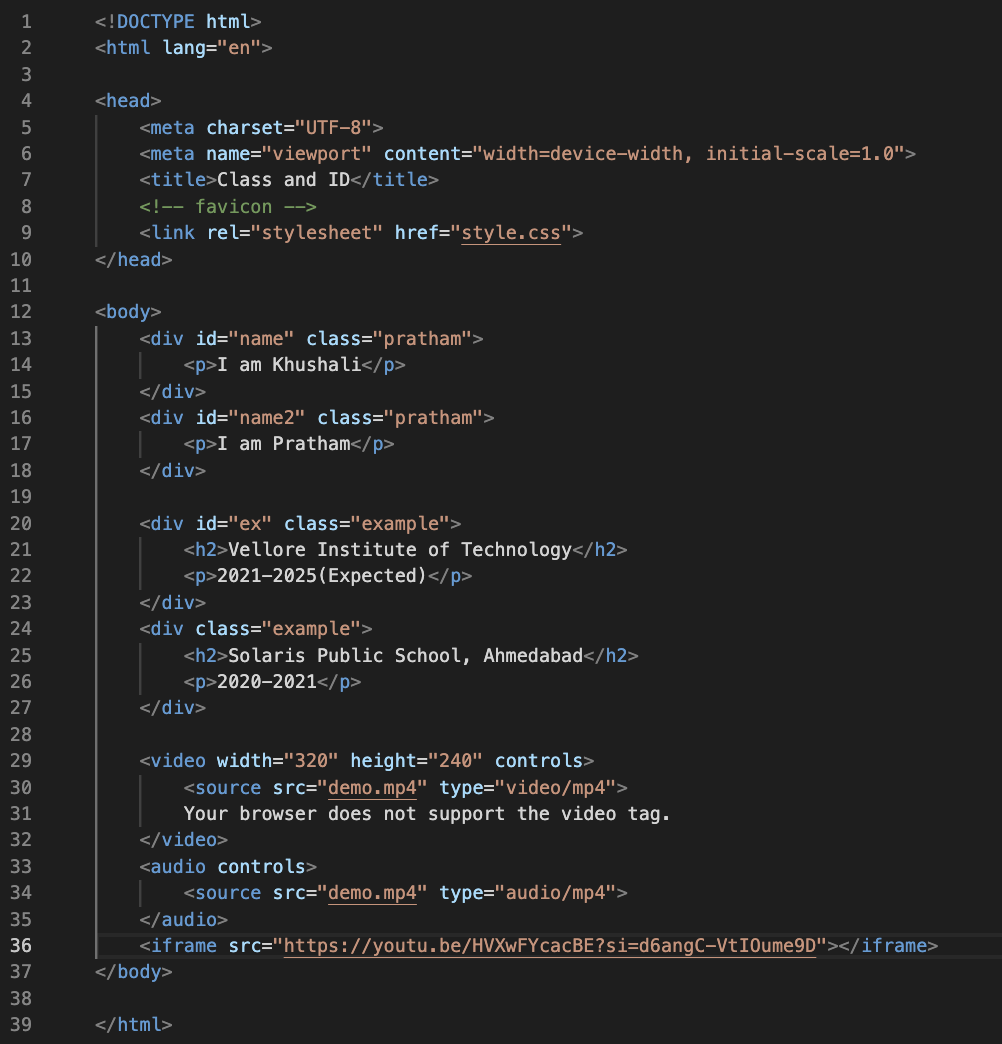 1 <!DOCTYPE html>
2 <html lang="en">
3
4 <head>
5     <meta charset="UTF-8">
6     <meta name="viewport" content="width=device-width, initial-scale=1.0">
7     <title>Class and ID</title>
8     <!-- favicon -->
9     <link rel="stylesheet" href="style.css">
10 </head>
11
12 <body>
13     <div id="name" class="pratham">
14         <p>I am Khushali</p>
15     </div>
16     <div id="name2" class="pratham">
17         <p>I am Pratham</p>
18     </div>
19
20     <div id="ex" class="example">
21         <h2>Vellore Institute of Technology</h2>
22         <p>2021-2025(Expected)</p>
23     </div>
24     <div class="example">
25         <h2>Solaris Public School, Ahmedabad</h2>
26         <p>2020-2021</p>
27     </div>
28
29     <video width="320" height="240" controls>
30         <source src="demo.mp4" type="video/mp4">
31         Your browser does not support the video tag.
32     </video>
33     <audio controls>
34         <source src="demo.mp4" type="audio/mp4">
35     </audio>
36     <iframe src="https://youtu.be/HVXwFYcacBE?si=d6angC-VtIOume9D"></iframe>
37 </body>
38
39 </html>